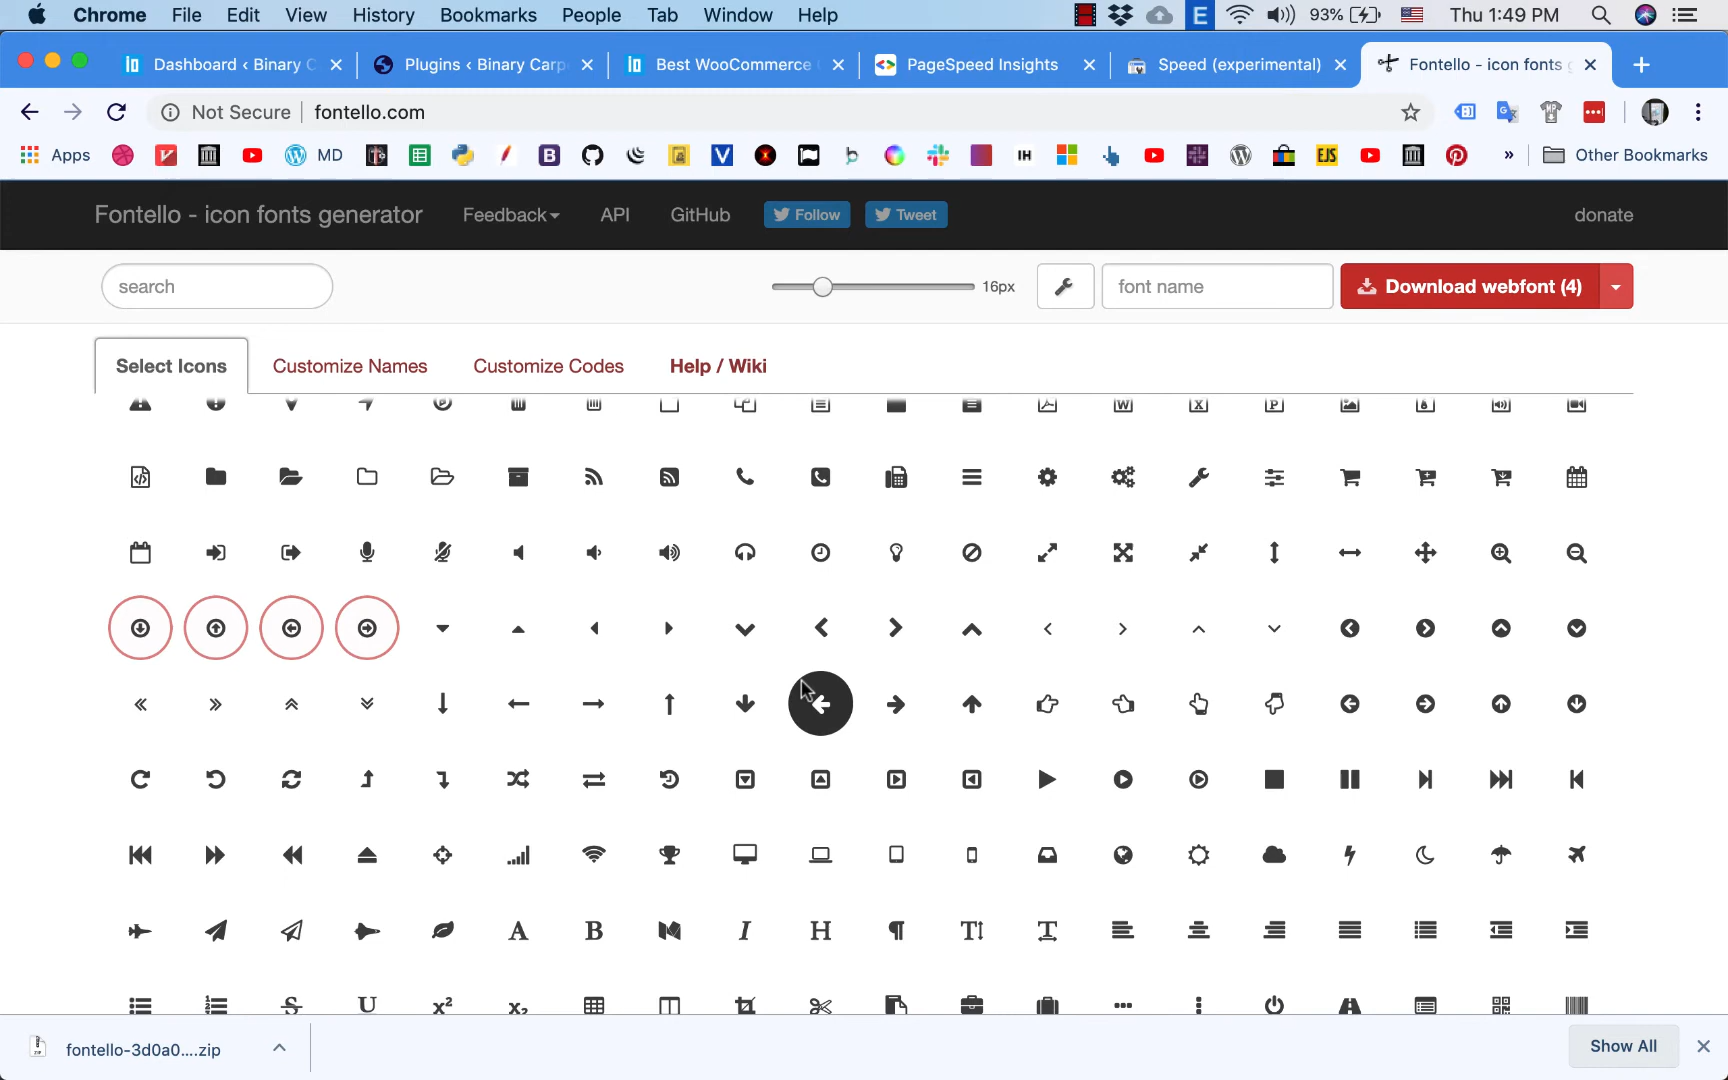 Chrome File Edit View History Bookmarks People Tab Window Help E 93% Thu 1:49 PM
Dashboard ‹ Binary C Plugins ‹ Binary Carp Best WooCommerce PageSpeed Insights Speed (experimental) Fontello - icon fonts g
Not Secure fontello.com
Apps MD IH EJS » Other Bookmarks
Fontello - icon fonts generator Feedback API GitHub Follow Tweet donate
search 16px font name Download webfont (4)
Select Icons Customize Names Customize Codes Help / Wiki
fontello-3d0a0....zip Show All